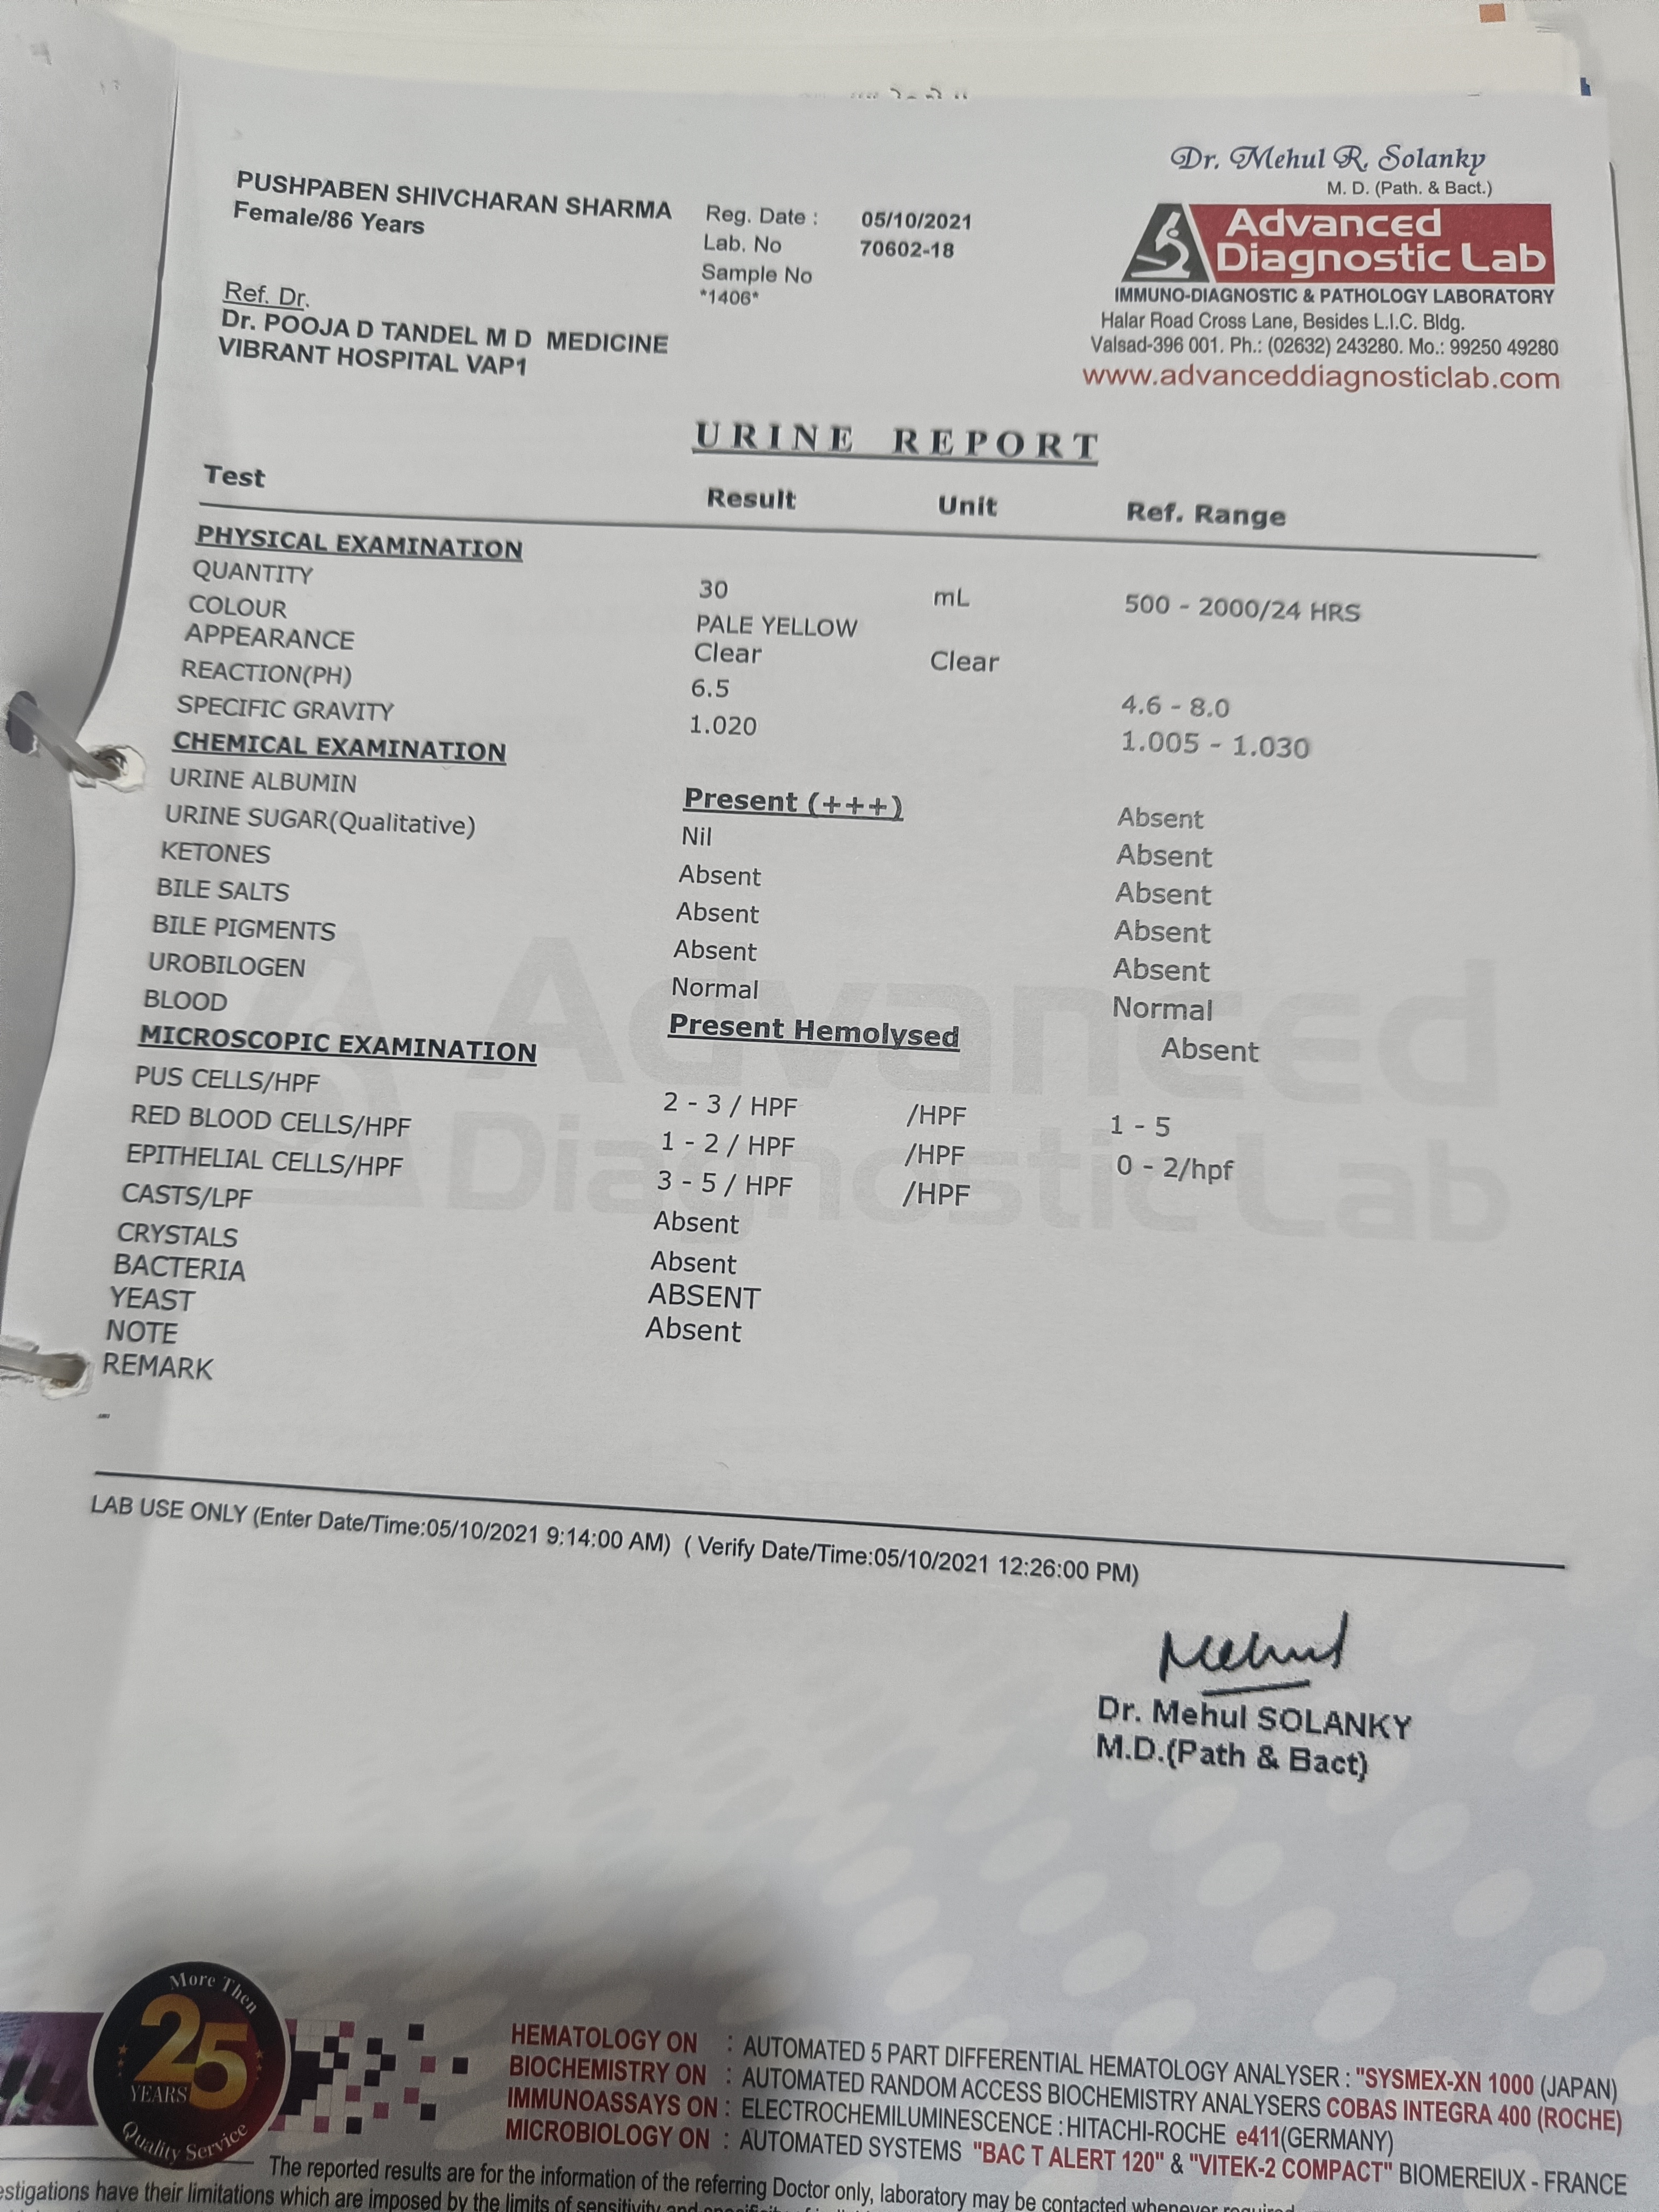 Dr. Mehul R. Solanky
M. D. (Path. & Bact.)
Advanced
Diagnostic Lab
IMMUNO-DIAGNOSTIC & PATHOLOGY LABORATORY
Halar Road Cross Lane, Besides L.I.C. Bldg.
Valsad-396 001. Ph.: (02632) 243280. Mo.: 99250 49280
www.advanceddiagnosticlab.com
PUSHPABEN SHIVCHARAN SHARMA
Female/86 Years
Reg. Date : 05/10/2021
Lab. No 70602-18
Sample No
*1406*
Ref. Dr.
Dr. POOJA D TANDEL M D MEDICINE
VIBRANT HOSPITAL VAP1
URINE REPORT
Test Result Unit Ref. Range
PHYSICAL EXAMINATION
QUANTITY 30 mL 500 - 2000/24 HRS
COLOUR PALE YELLOW
APPEARANCE Clear Clear
REACTION(PH) 6.5 4.6 - 8.0
SPECIFIC GRAVITY 1.020 1.005 - 1.030
CHEMICAL EXAMINATION
URINE ALBUMIN Present (+++) Absent
URINE SUGAR(Qualitative) Nil Absent
KETONES Absent Absent
BILE SALTS Absent Absent
BILE PIGMENTS Absent Absent
UROBILOGEN Normal Normal
BLOOD Present Hemolysed Absent
MICROSCOPIC EXAMINATION
PUS CELLS/HPF 2 - 3 / HPF /HPF 1 - 5
RED BLOOD CELLS/HPF 1 - 2 / HPF /HPF 0 - 2/hpf
EPITHELIAL CELLS/HPF 3 - 5 / HPF /HPF
CASTS/LPF Absent
CRYSTALS Absent
BACTERIA ABSENT
YEAST Absent
NOTE
REMARK
-
Advanced
Diagnostic Lab
LAB USE ONLY (Enter Date/Time:05/10/2021 9:14:00 AM) ( Verify Date/Time:05/10/2021 12:26:00 PM)
Mehul
Dr. Mehul SOLANKY
M.D.(Path & Bact)
More Then
25
YEARS
Quality Service
HEMATOLOGY ON : AUTOMATED 5 PART DIFFERENTIAL HEMATOLOGY ANALYSER : "SYSMEX-XN 1000 (JAPAN)
BIOCHEMISTRY ON : AUTOMATED RANDOM ACCESS BIOCHEMISTRY ANALYSERS COBAS INTEGRA 400 (ROCHE)
IMMUNOASSAYS ON : ELECTROCHEMILUMINESCENCE : HITACHI-ROCHE e411(GERMANY)
MICROBIOLOGY ON : AUTOMATED SYSTEMS "BAC T ALERT 120" & "VITEK-2 COMPACT" BIOMEREIUX - FRANCE
The reported results are for the information of the referring Doctor only, laboratory may be contacted whenever
estigations have their limitations which are imposed by the limits of sensitivity and